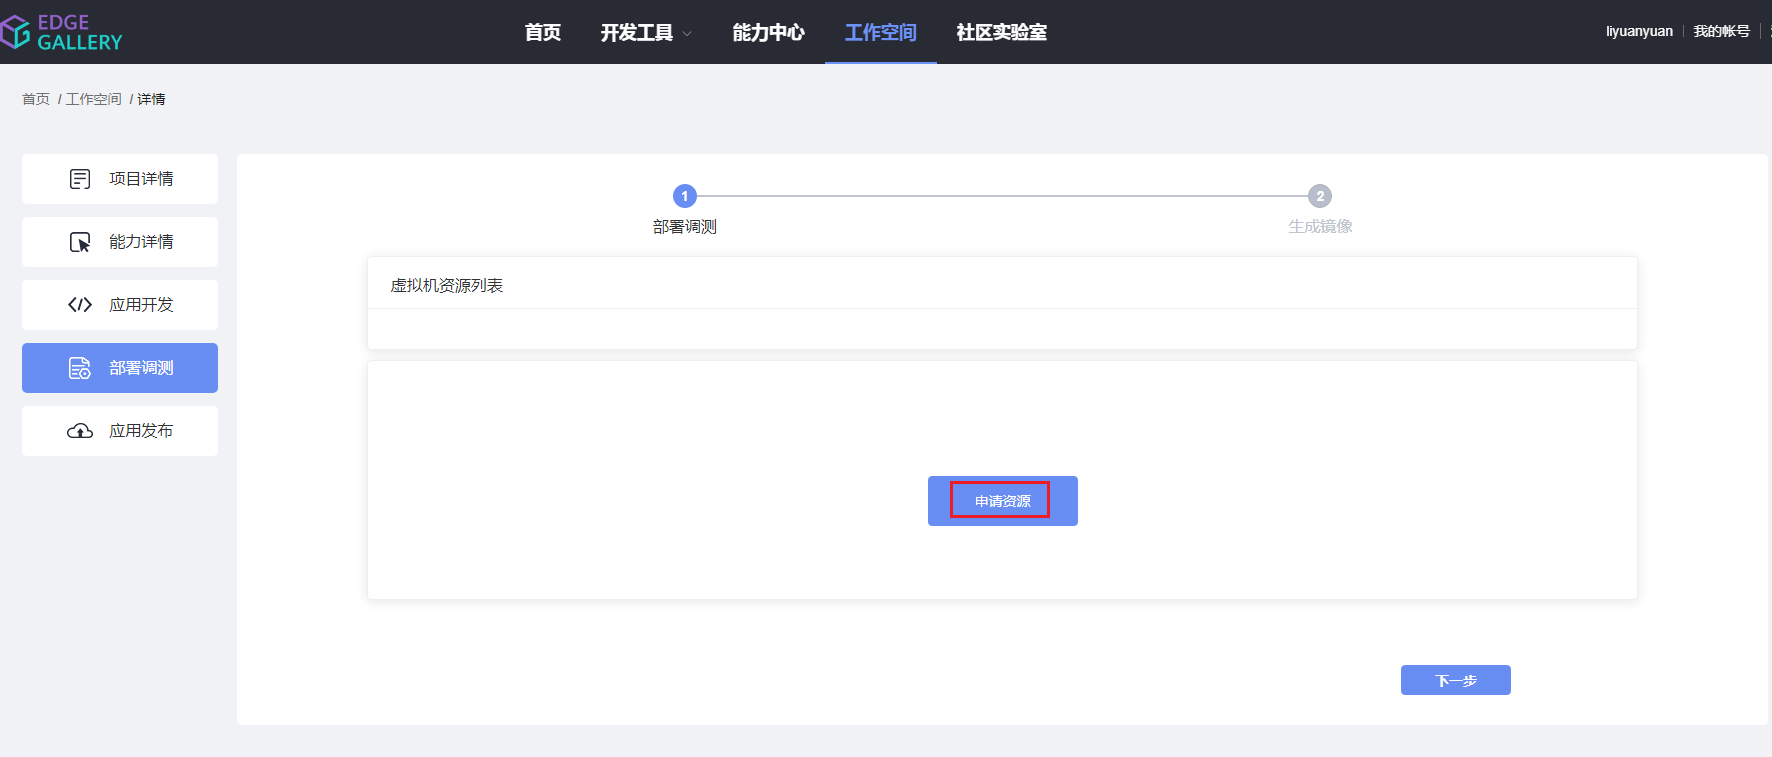 EDGE
GALLERY
首页 开发工具 能力中心 工作空间 社区实验室
liyuanyuan 我的帐号
首页 / 工作空间 / 详情
项目详情
能力详情
应用开发
部署调测
应用发布
1 2
部署调测 生成镜像
虚拟机资源列表
申请资源
下一步